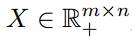 X ∈ ℝ₊^{m×n}